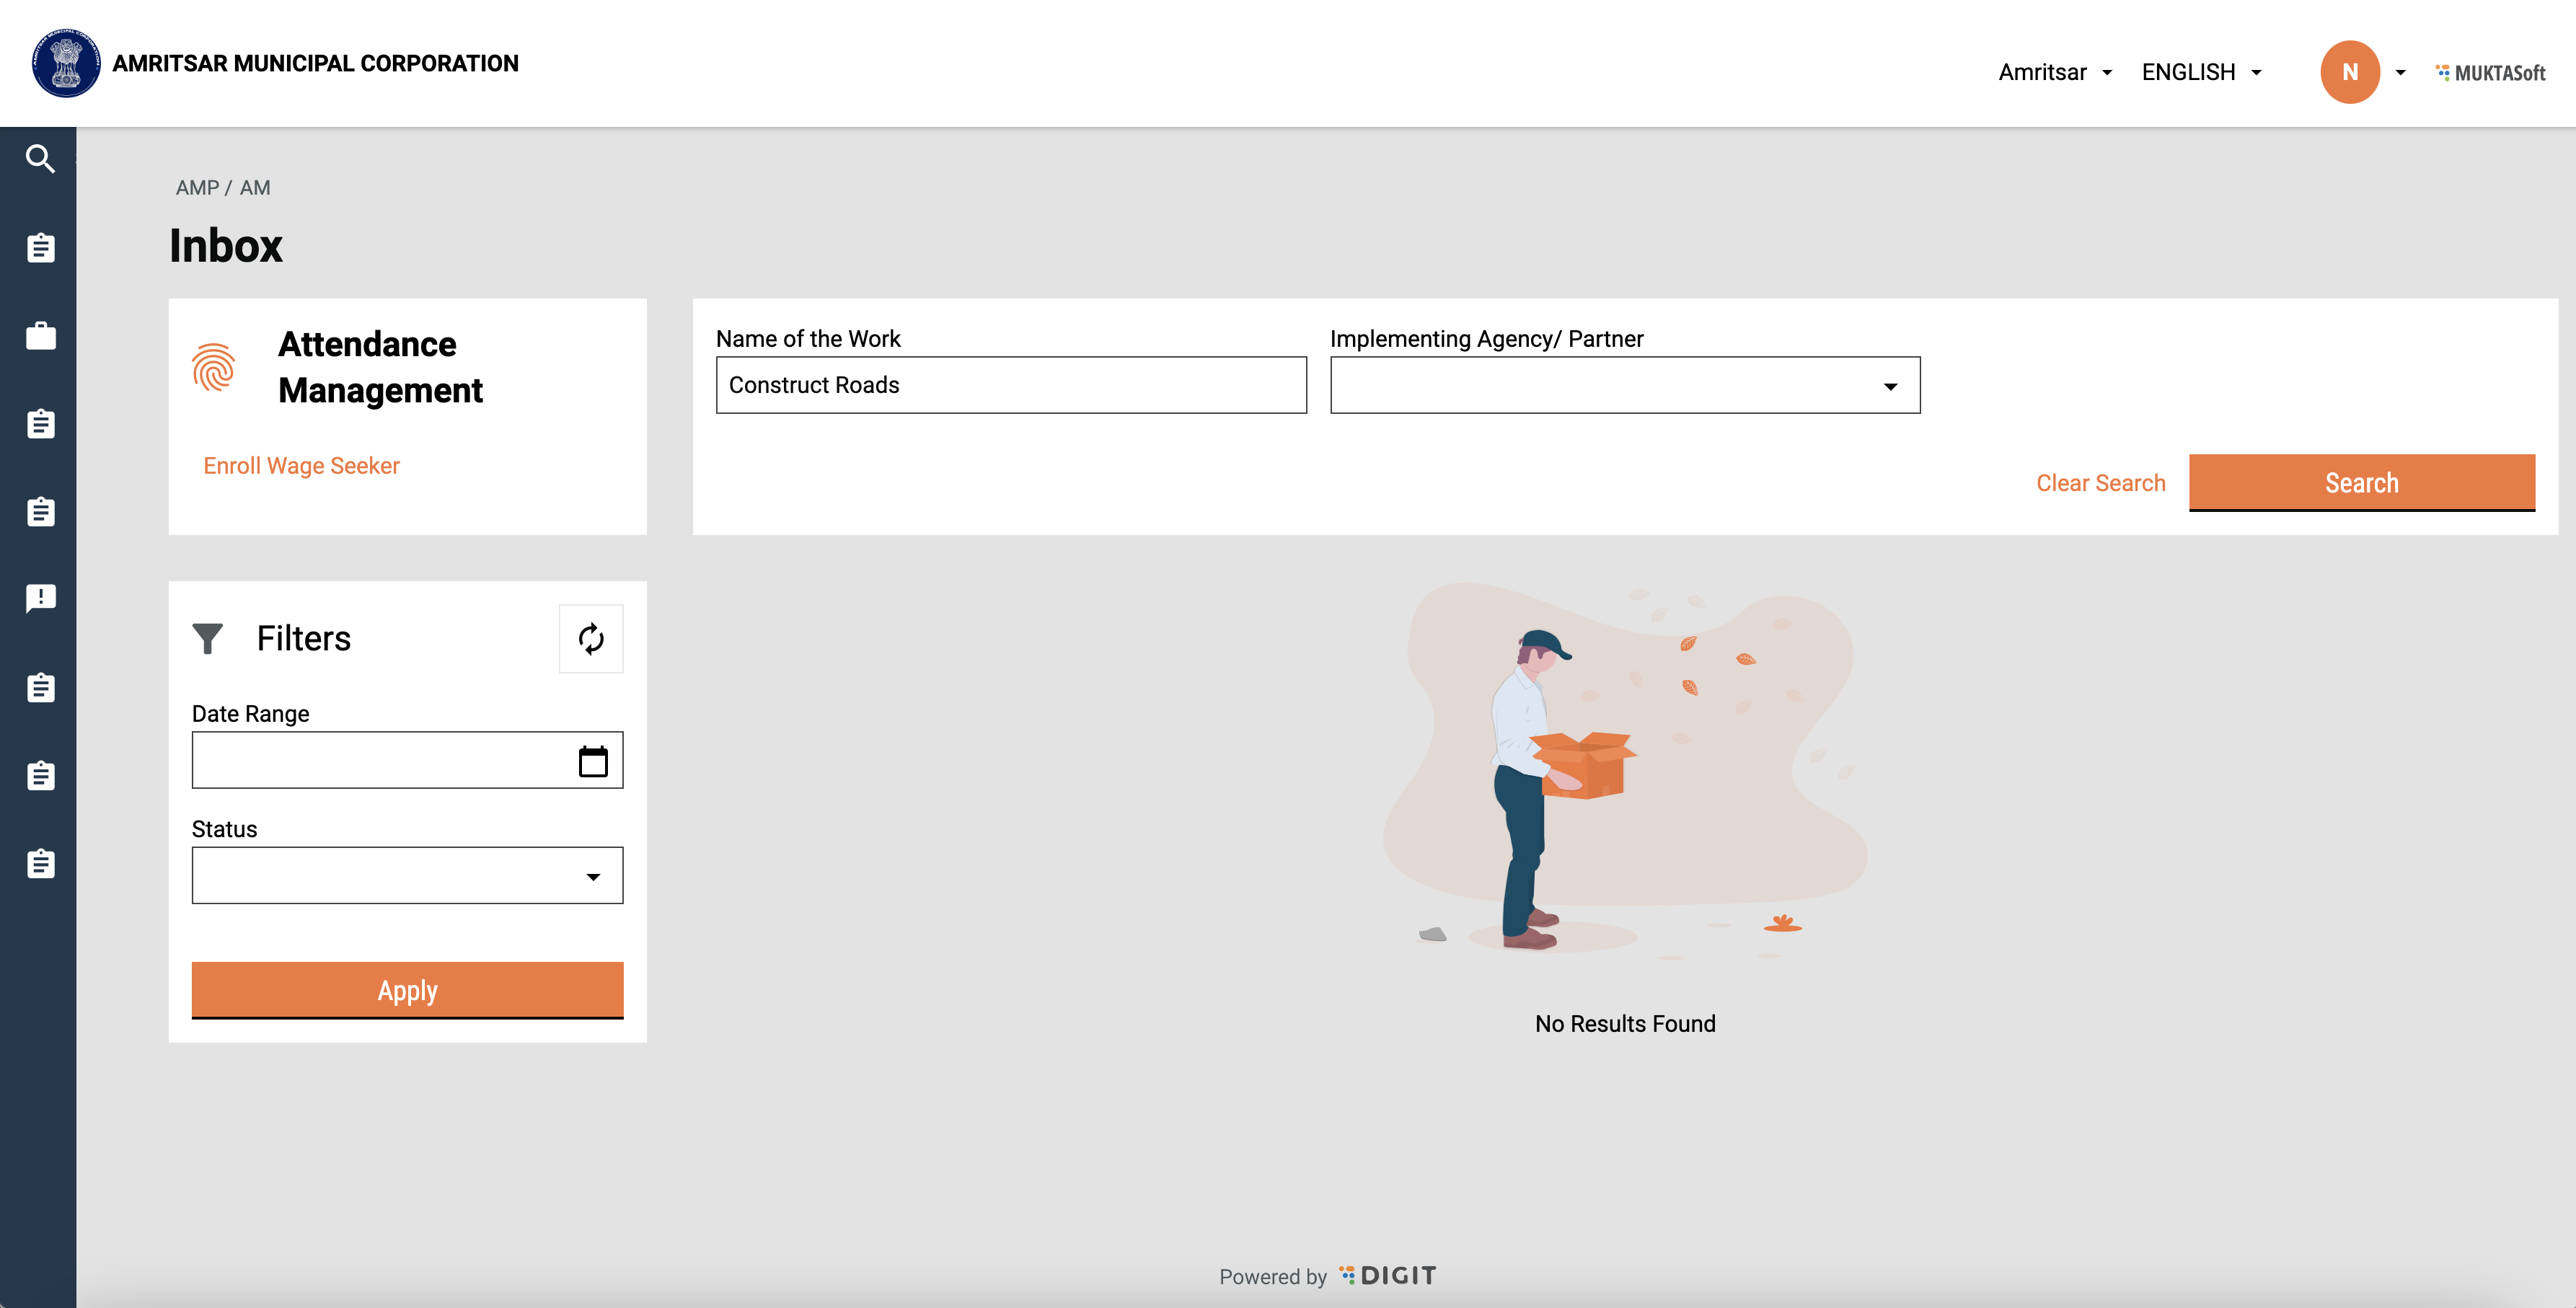 AMRITSAR MUNICIPAL CORPORATION
Amritsar
ENGLISH
N
MUKTASoft
AMP / AM
Inbox
Attendance
Management
Enroll Wage Seeker
Name of the Work
Construct Roads
Implementing Agency/ Partner
Clear Search
Search
Filters
Date Range
Status
Apply
No Results Found
Powered by DIGIT